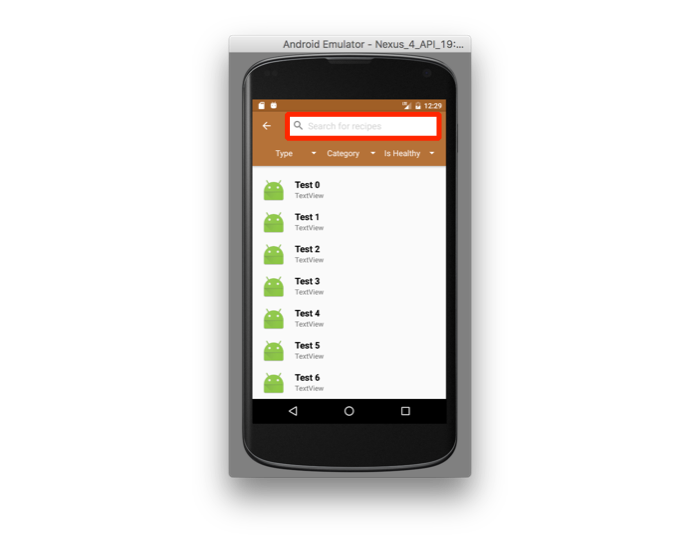 Android Emulator - Nexus_4_API_19:...
12:29
Search for recipes
Type Category Is Healthy
Test 0
TextView
Test 1
TextView
Test 2
TextView
Test 3
TextView
Test 4
TextView
Test 5
TextView
Test 6
TextView